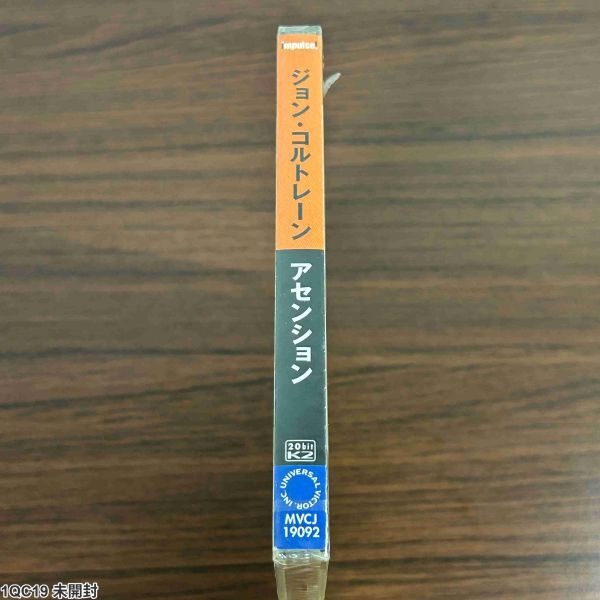 impulse!
ジョン・コルトレーン
アセンション
20bit
K2
UNIVERSAL VICTOR, INC
MVCJ
19092
1QC19 未開封